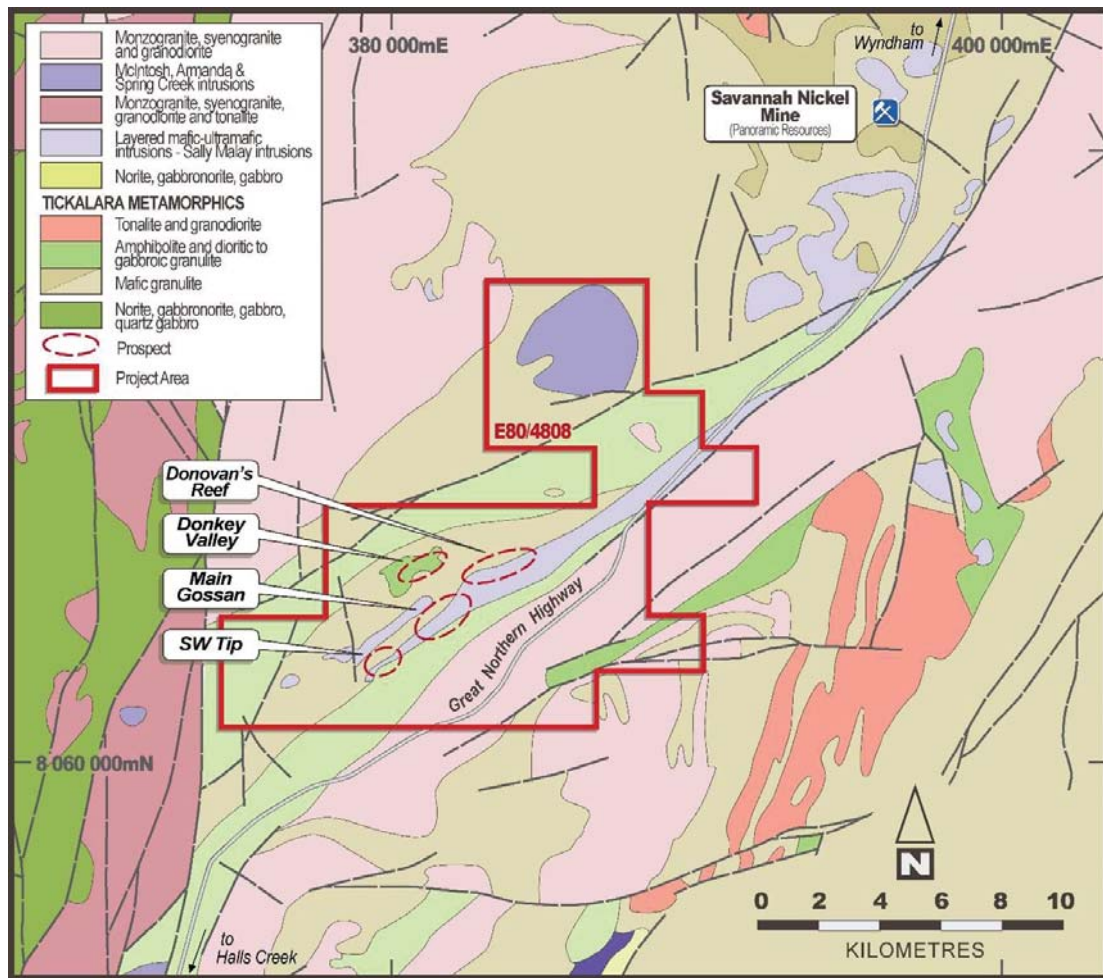 Monzogranite, syenogranite
and granodiorite
McIntosh, Armanda &
Spring Creek intrusions
Monzogranite, syenogranite,
granodiorite and tonalite
Layered mafic-ultramafic
intrusions - Sally Malay intrusions
Norite, gabbronorite, gabbro
TICKALARA METAMORPHICS
Tonalite and granodiorite
Amphibolite and dioritic to
gabbroic granulite
Mafic granulite
Norite, gabbronorite, gabbro,
quartz gabbro
Prospect
Project Area
380 000mE
to
Wyndham
400 000mE
Savannah Nickel
Mine
(Panoramic Resources)
E80/4808
Donovan's
Reef
Donkey
Valley
Main
Gossan
SW Tip
Great Northern Highway
8 060 000mN
to
Halls Creek
N
0 2 4 6 8 10
KILOMETRES